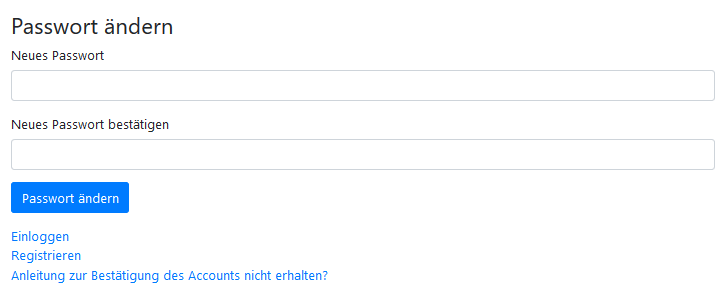 Passwort ändern
Neues Passwort
Neues Passwort bestätigen
Passwort ändern
Einloggen
Registrieren
Anleitung zur Bestätigung des Accounts nicht erhalten?